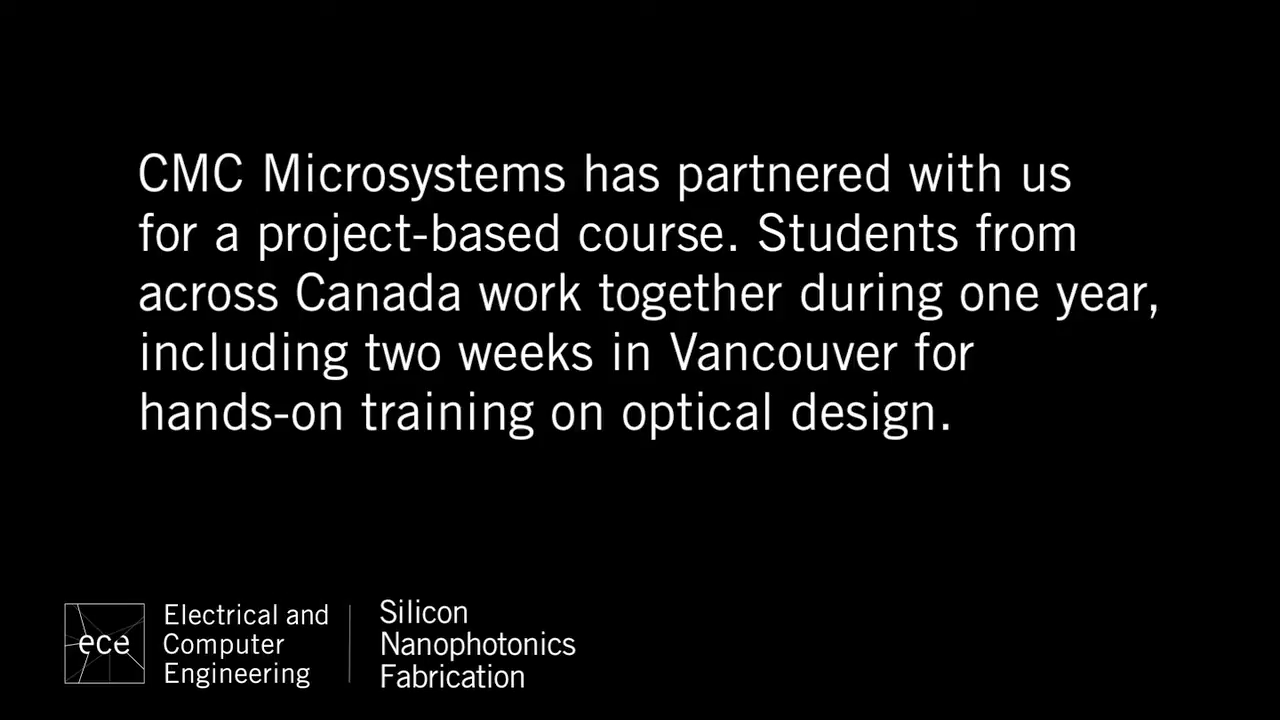 CMC Microsystems has partnered with us
for a project-based course. Students from
across Canada work together during one year,
including two weeks in Vancouver for
hands-on training on optical design.
ece
Electrical and
Computer
Engineering
Silicon
Nanophotonics
Fabrication